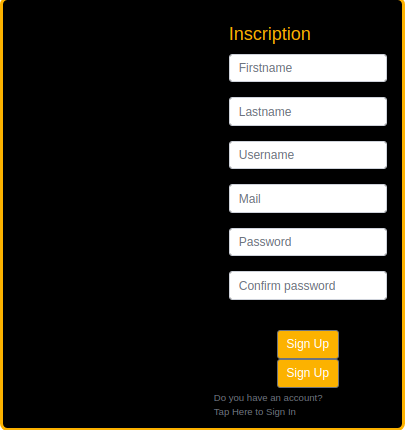 Inscription
Firstname
Lastname
Username
Mail
Password
Confirm password
Sign Up
Sign Up
Do you have an account?
Tap Here to Sign In